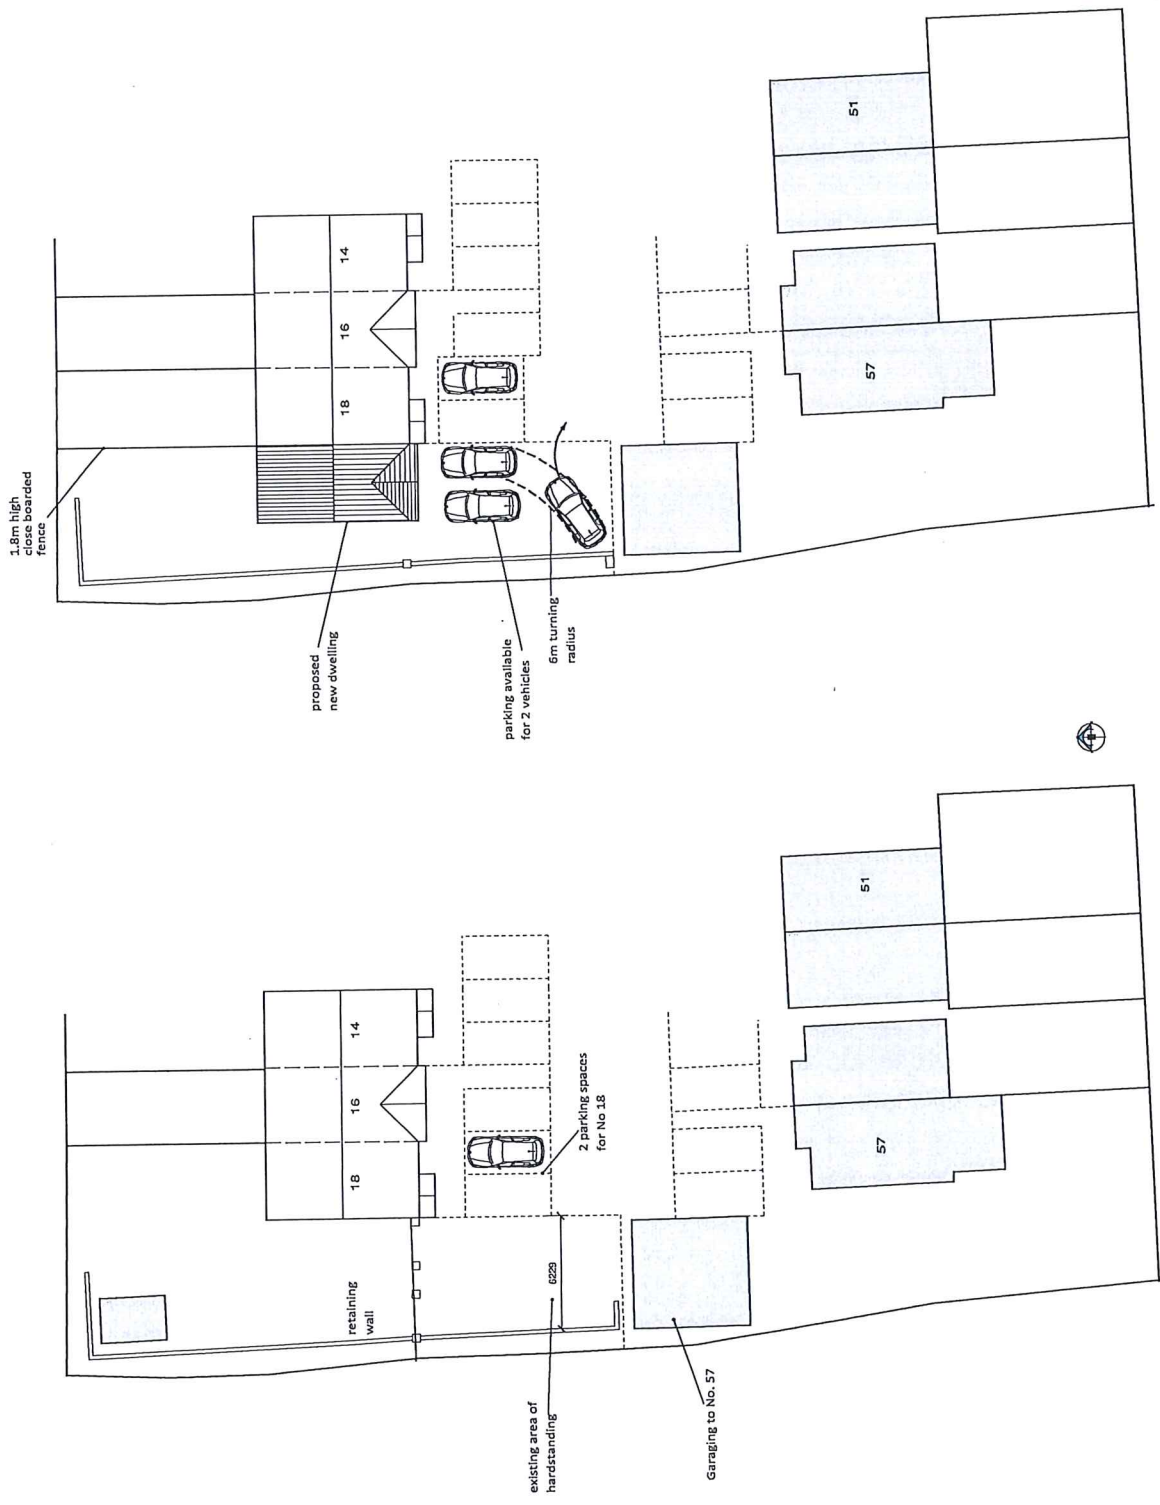 1.8m high
close boarded
fence
14
16
18
51
57
proposed
new dwelling
parking available
for 2 vehicles
6m turning
radius
14
16
18
51
57
retaining
wall
2 parking spaces
for No 18
6229
existing area of
hardstanding
Garaging to No. 57